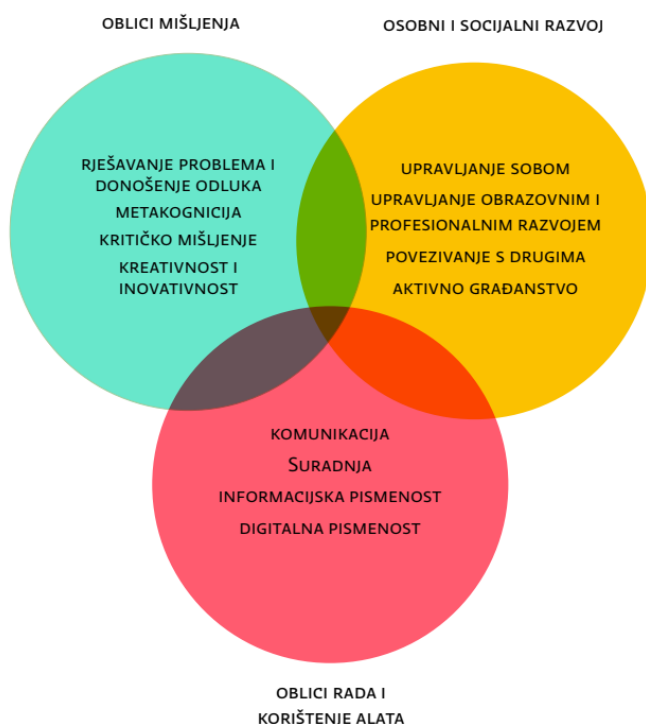 OBLICI MIŠLJENJA
OSOBNI I SOCIJALNI RAZVOJ
RJEŠAVANJE PROBLEMA I
DONOŠENJE ODLUKA
METAKOGNICIJA
KRITIČKO MIŠLJENJE
KREATIVNOST I
INOVATIVNOST
UPRAVLJANJE SOBOM
UPRAVLJANJE OBRAZOVNIM I
PROFESIONALNIM RAZVOJEM
POVEZIVANJE S DRUGIMA
AKTIVNO GRAĐANSTVO
KOMUNIKACIJA
SURADNJA
INFORMACIJSKA PISMENOST
DIGITALNA PISMENOST
OBLICI RADA I
KORIŠTENJE ALATA